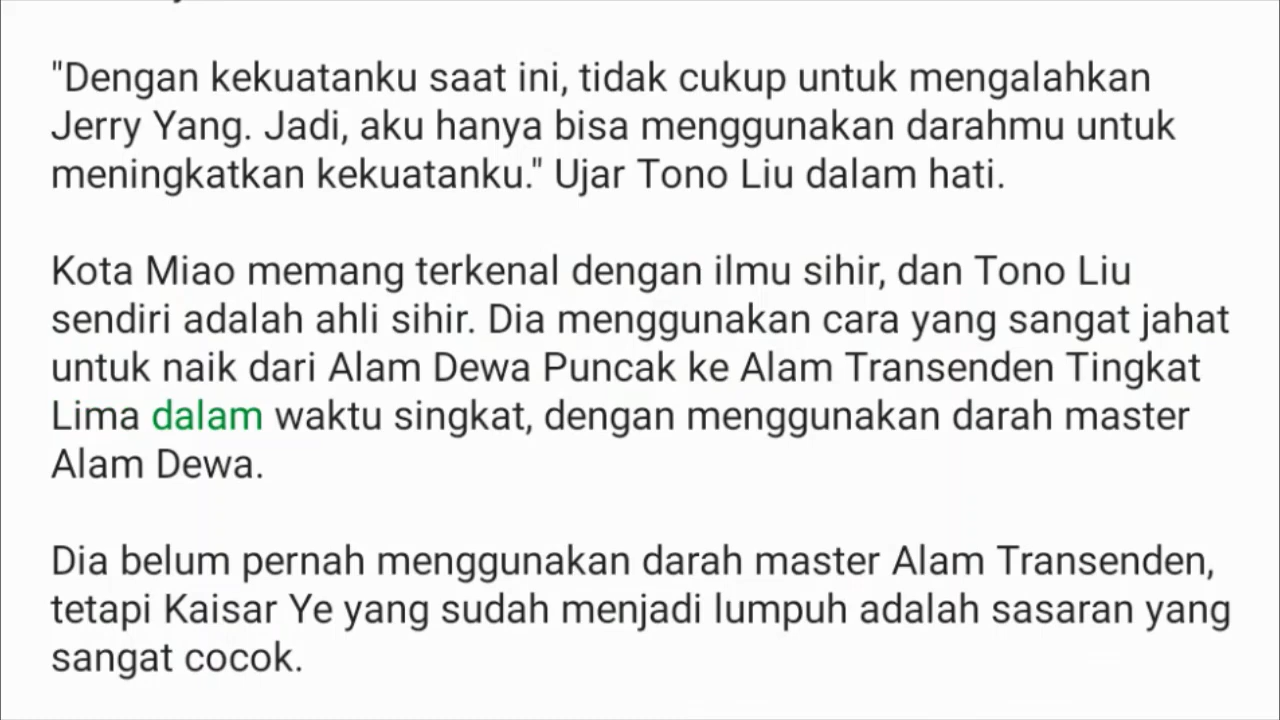 "Dengan kekuatanku saat ini, tidak cukup untuk mengalahkan
Jerry Yang. Jadi, aku hanya bisa menggunakan darahmu untuk
meningkatkan kekuatanku." Ujar Tono Liu dalam hati.
Kota Miao memang terkenal dengan ilmu sihir, dan Tono Liu
sendiri adalah ahli sihir. Dia menggunakan cara yang sangat jahat
untuk naik dari Alam Dewa Puncak ke Alam Transenden Tingkat
Lima dalam waktu singkat, dengan menggunakan darah master
Alam Dewa.
Dia belum pernah menggunakan darah master Alam Transenden,
tetapi Kaisar Ye yang sudah menjadi lumpuh adalah sasaran yang
sangat cocok.